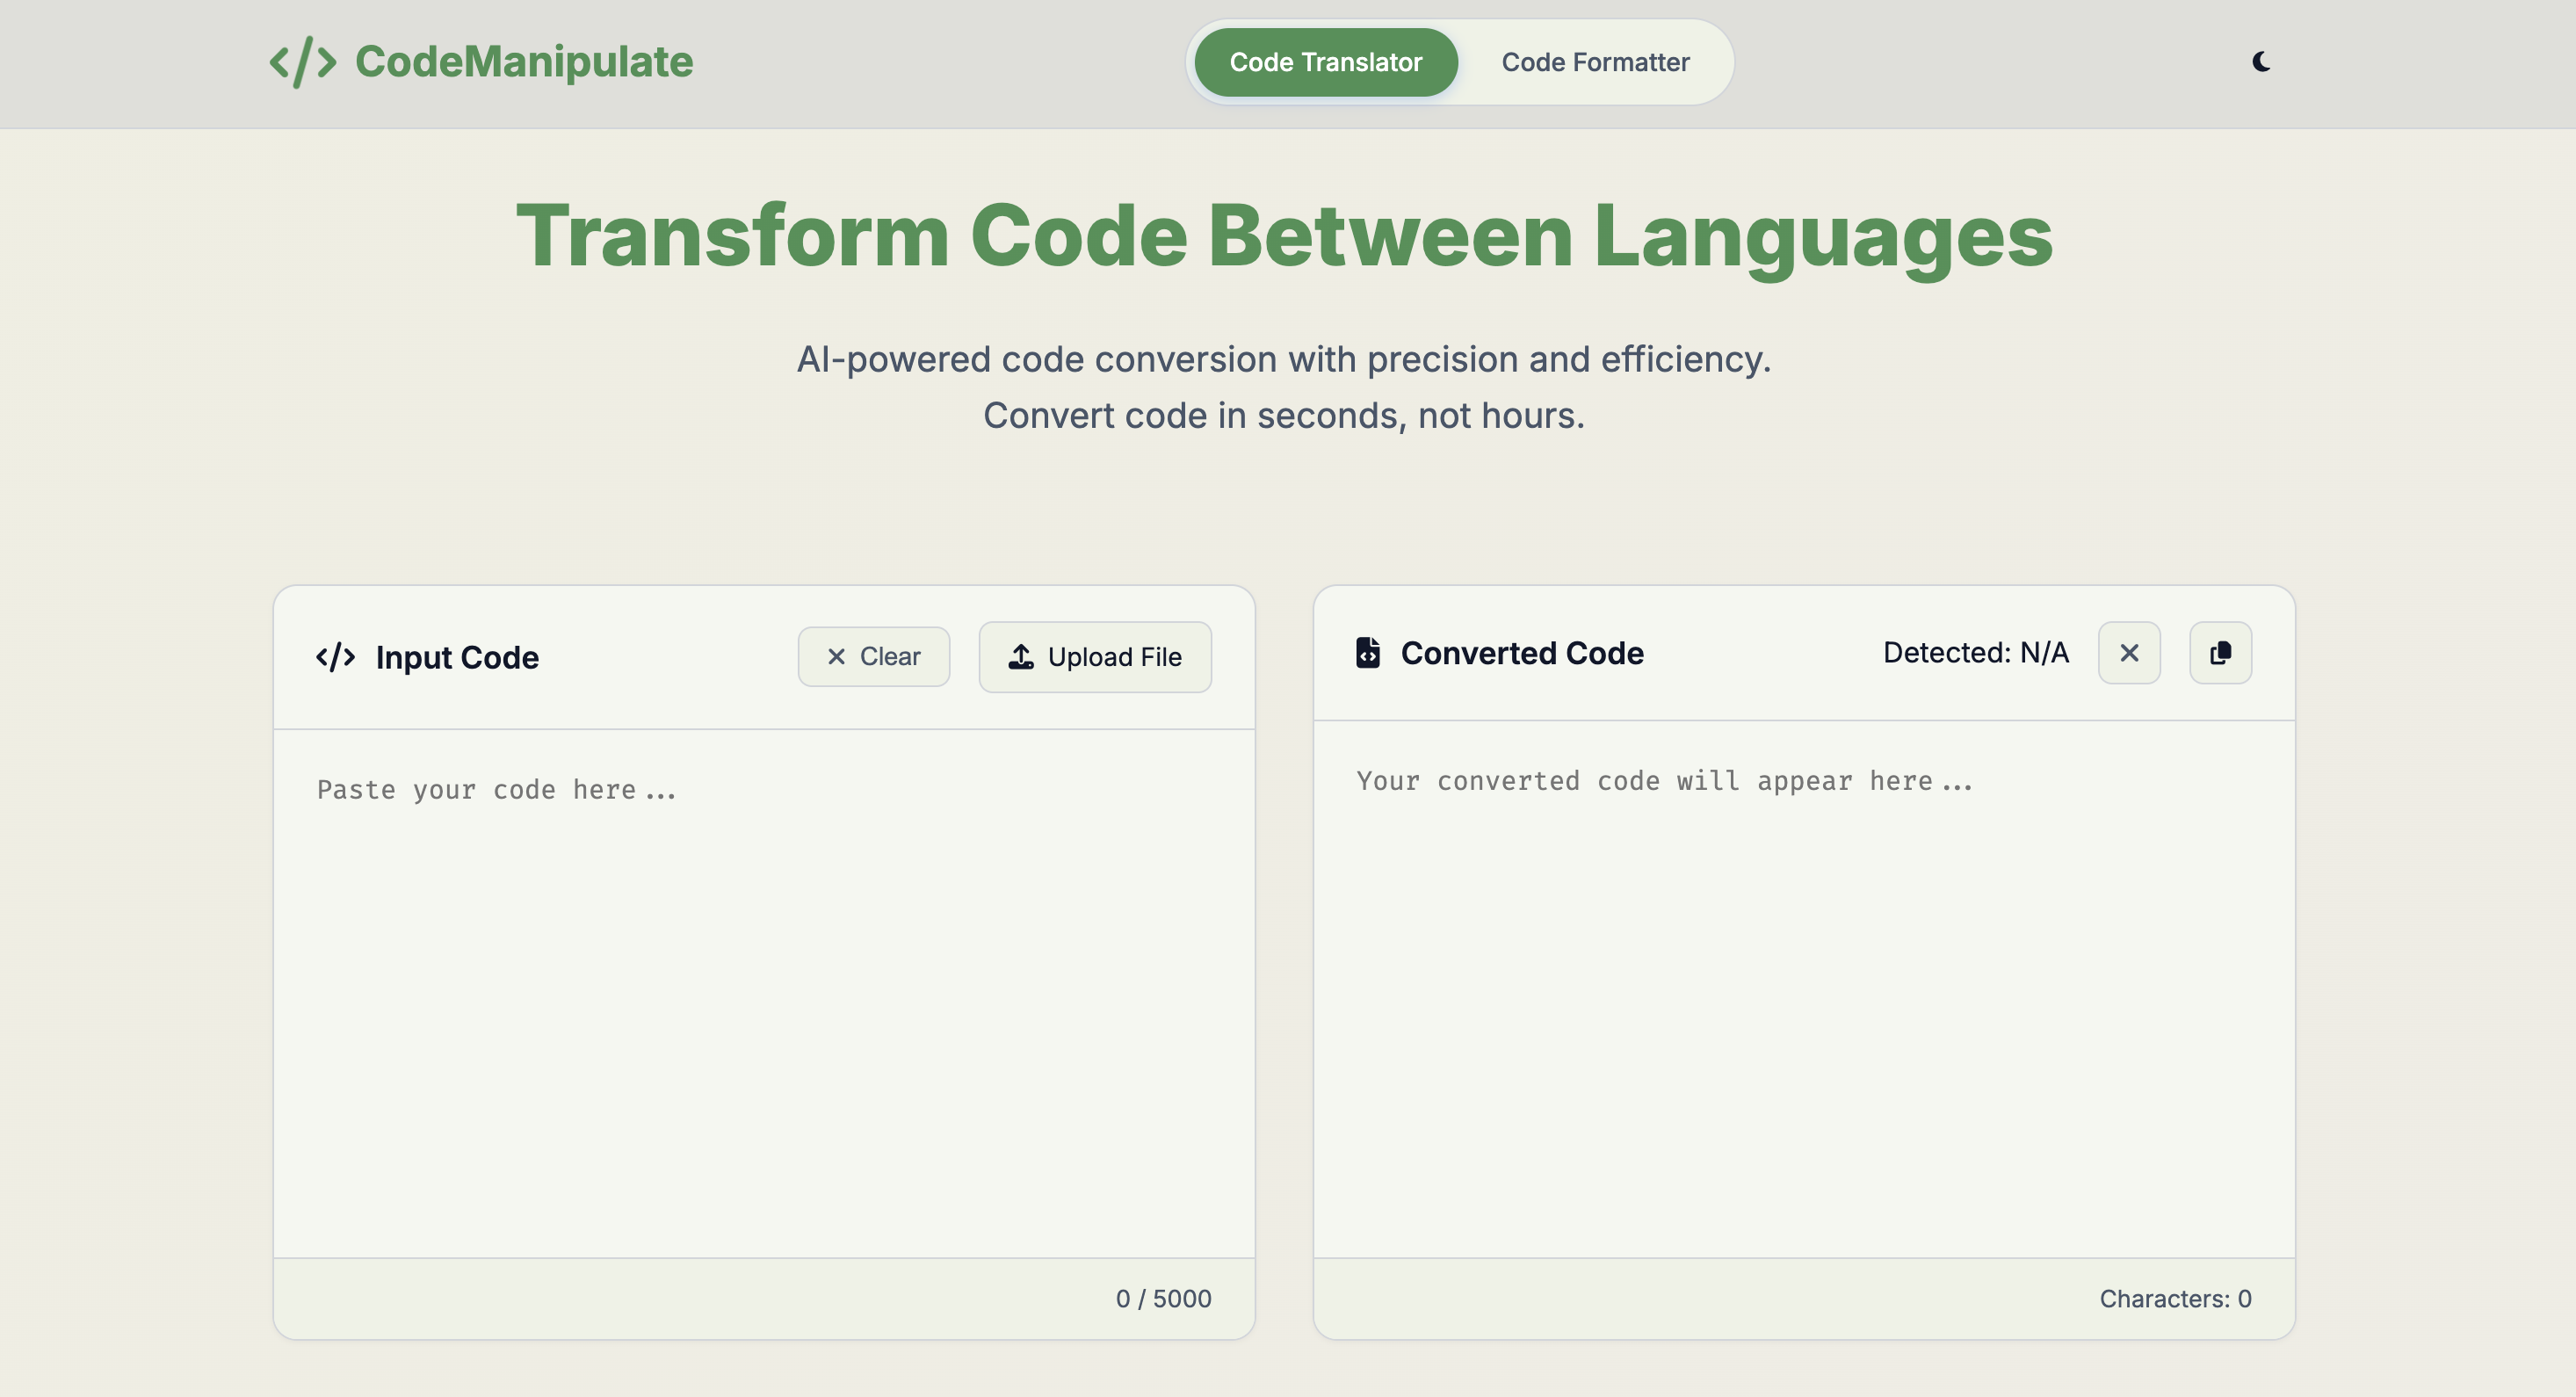 CodeManipulate
Code Translator
Code Formatter
Transform Code Between Languages
AI-powered code conversion with precision and efficiency.
Convert code in seconds, not hours.
Input Code
Clear
Upload File
Paste your code here...
0 / 5000
Converted Code
Detected: N/A
Your converted code will appear here...
Characters: 0